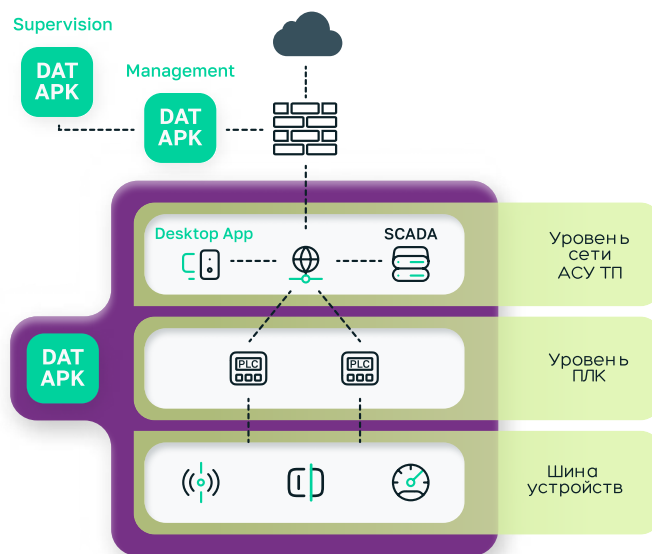 Supervision
DAT
APK
Management
DAT
APK
Desktop App
SCADA
Уровень
сети
АСУ ТП
DAT
APK
PLC
PLC
Уровень
ПЛК
Шина
устройств